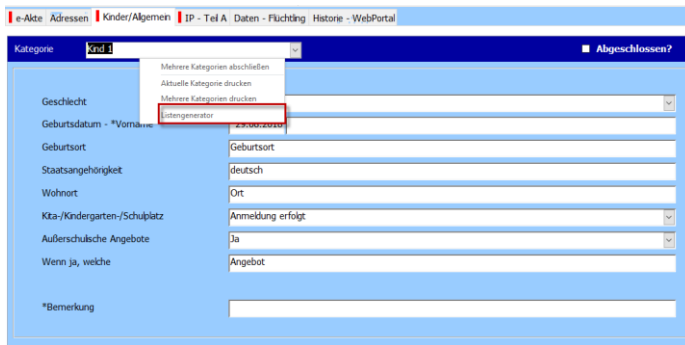 e-Akte Adressen Kinder/Allgemein IP - Teil A Daten - Flüchtling Historie - WebPortal
Kategorie Kind 1 Abgeschlossen?
Mehrere Kategorien abschließen
Aktuelle Kategorie drucken
Mehrere Kategorien drucken
Listengenerator
Geschlecht
Geburtsdatum - *Vorname
Geburtsort Geburtsort
Staatsangehörigkeit deutsch
Wohnort Ort
Kita-/Kindergarten-/Schulplatz Anmeldung erfolgt
Außerschulische Angebote Ja
Wenn ja, welche Angebot
*Bemerkung